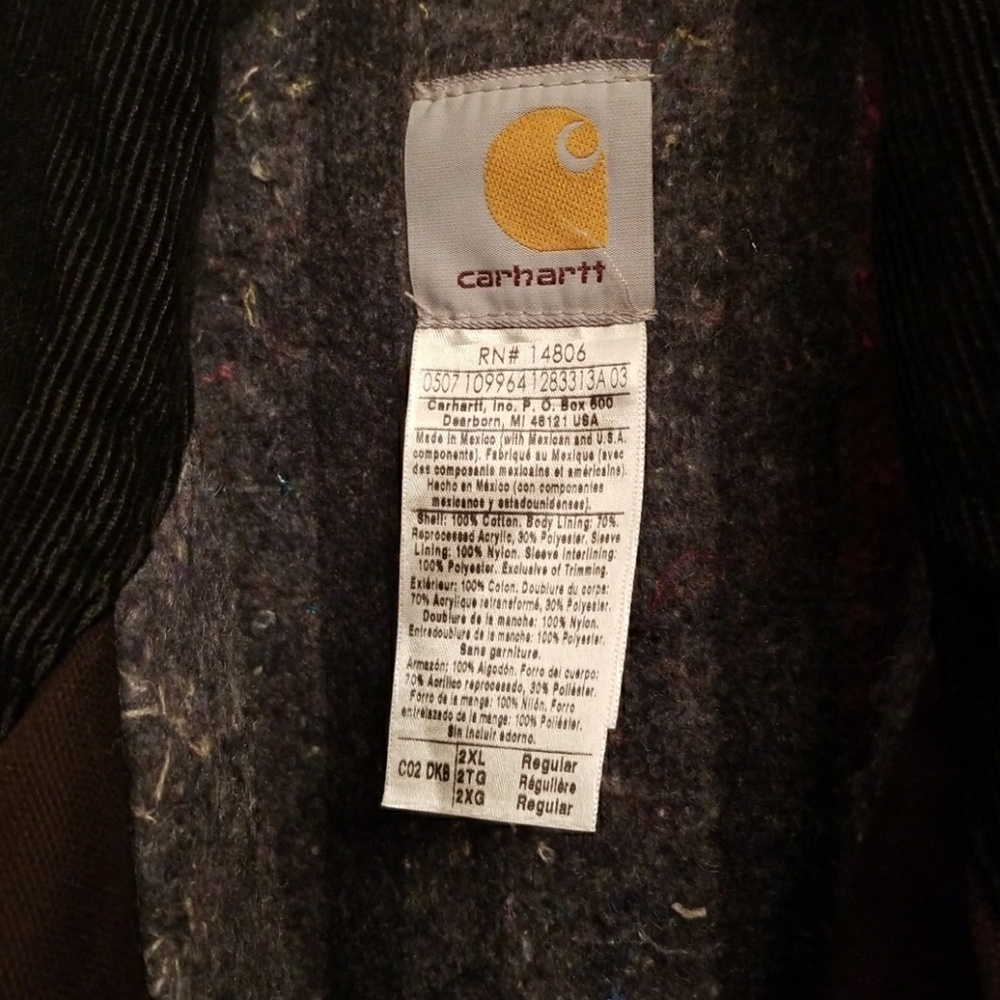 carhartt
RN# 14806
0507 109964 1283313A 03
Carhartt, Inc. P. O. Box 600
Dearborn, MI 48121 USA
Made in Mexico (with Mexican and U.S.A.
components). Fabriqué au Mexique (avec
des composants mexicains et américains).
Hecho en México (con componentes
mexicanos y estadounidenses).
Shell: 100% Cotton. Body Lining: 70%
Reprocessed Acrylic, 30% Polyester. Sleeve
Lining: 100% Nylon. Sleeve Interlining:
100% Polyester. Exclusive of Trimming.
Extérieur: 100% Coton. Doublure du corps:
70% Acrylique retransformé, 30% Polyester.
Doublure de la manche: 100% Nylon.
Entredoublure de la manche: 100% Polyester.
Sans garniture.
Armazón: 100% Algodón. Forro del cuerpo:
70% Acrílico reprocesado, 30% Poliéster.
Forro de la manga: 100% Nilón. Forro
entrelazado de la manga: 100% Poliéster.
Sin incluir adorno.
C02 DKB 2XL Regular
2TG Régulière
2XG Regular